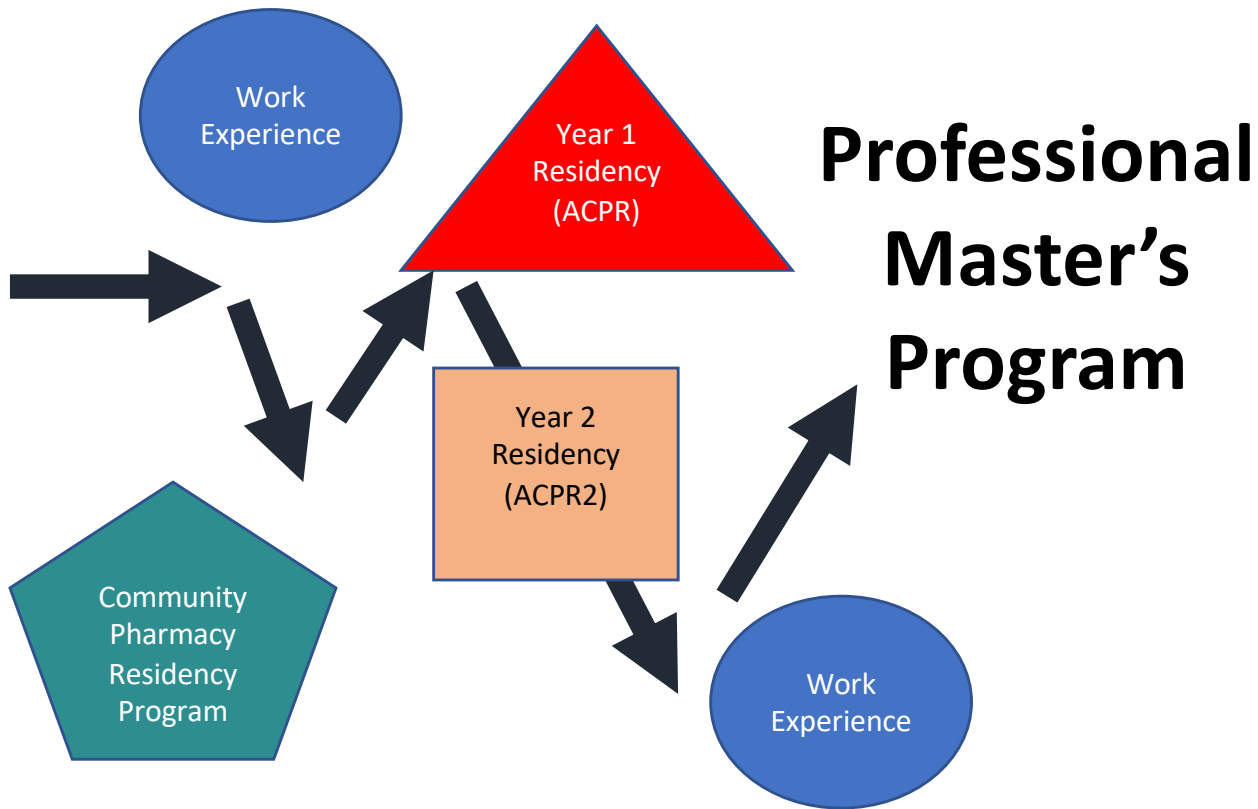 Work
Experience
Year 1
Residency
(ACPR)
Professional
Master’s
Program
Year 2
Residency
(ACPR2)
Community
Pharmacy
Residency
Program
Work
Experience